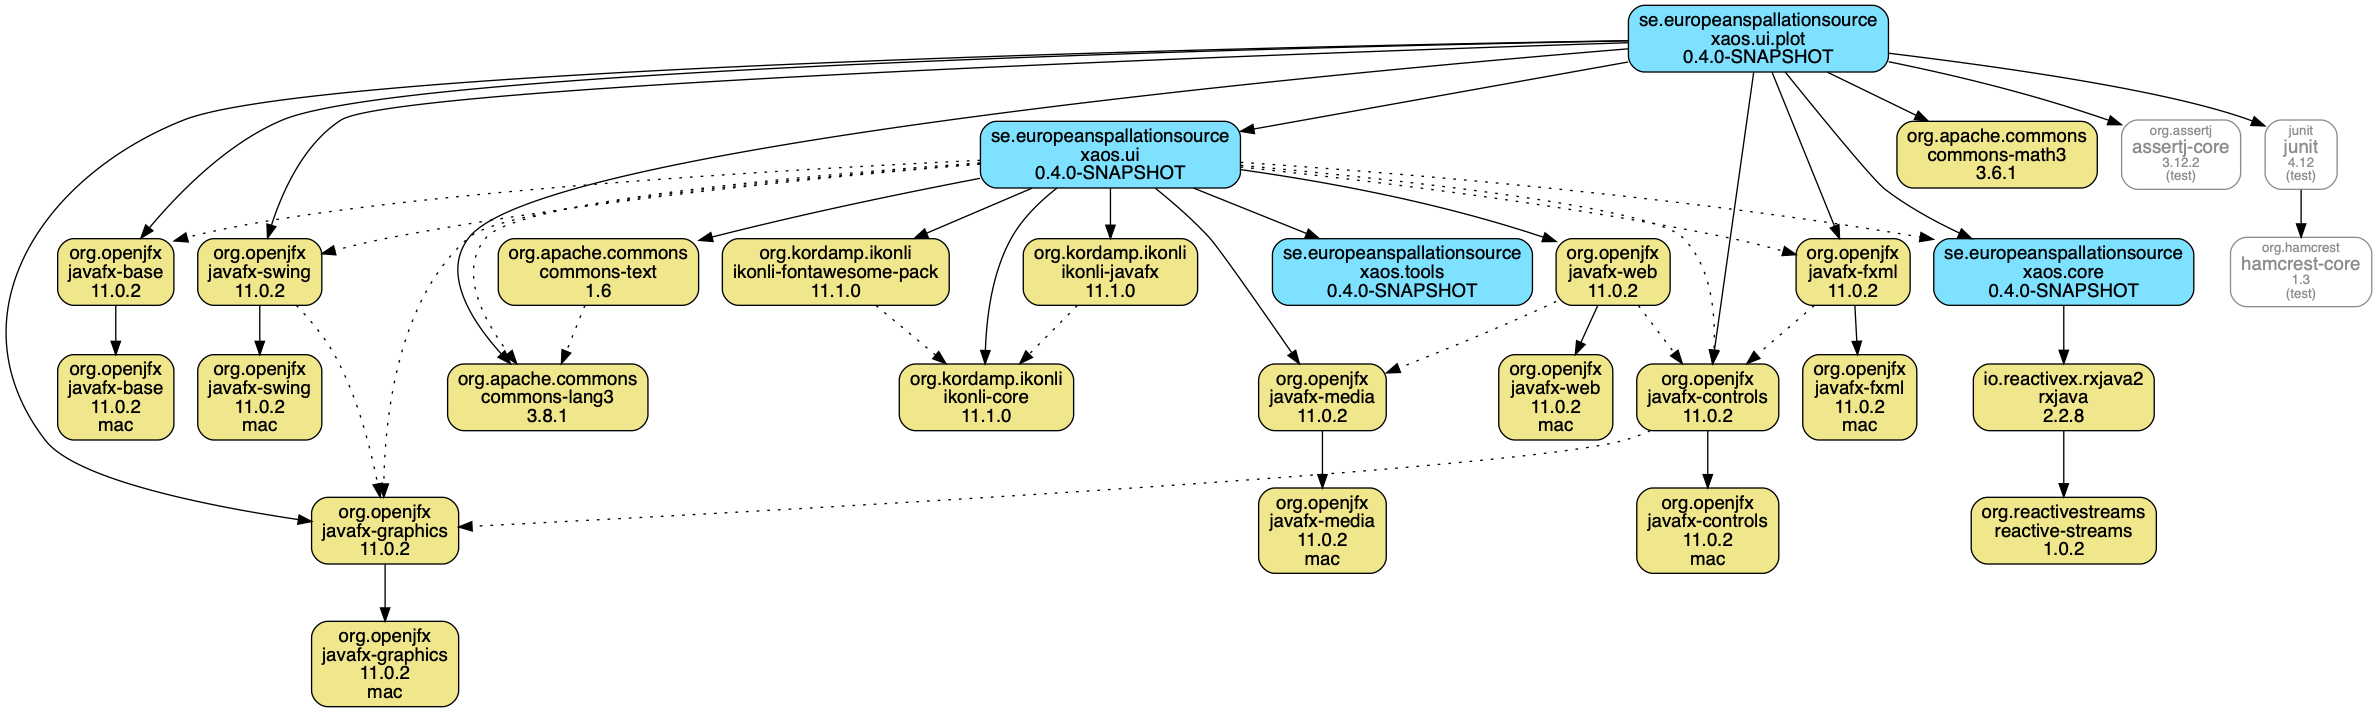 se.europeanspallationsource
xaos.ui.plot
0.4.0-SNAPSHOT
se.europeanspallationsource
xaos.ui
0.4.0-SNAPSHOT
org.apache.commons
commons-math3
3.6.1
org.assertj
assertj-core
3.12.2
(test)
junit
junit
4.12
(test)
org.openjfx
javafx-base
11.0.2
org.openjfx
javafx-swing
11.0.2
org.apache.commons
commons-text
1.6
org.kordamp.ikonli
ikonli-fontawesome-pack
11.1.0
org.kordamp.ikonli
ikonli-javafx
11.1.0
se.europeanspallationsource
xaos.tools
0.4.0-SNAPSHOT
org.openjfx
javafx-web
11.0.2
org.openjfx
javafx-fxml
11.0.2
se.europeanspallationsource
xaos.core
0.4.0-SNAPSHOT
org.hamcrest
hamcrest-core
1.3
(test)
org.openjfx
javafx-base
11.0.2
mac
org.openjfx
javafx-swing
11.0.2
mac
org.apache.commons
commons-lang3
3.8.1
org.kordamp.ikonli
ikonli-core
11.1.0
org.openjfx
javafx-media
11.0.2
org.openjfx
javafx-web
11.0.2
mac
org.openjfx
javafx-controls
11.0.2
org.openjfx
javafx-fxml
11.0.2
mac
io.reactivex.rxjava2
rxjava
2.2.8
org.openjfx
javafx-graphics
11.0.2
org.openjfx
javafx-media
11.0.2
mac
org.openjfx
javafx-controls
11.0.2
mac
org.reactivestreams
reactive-streams
1.0.2
org.openjfx
javafx-graphics
11.0.2
mac